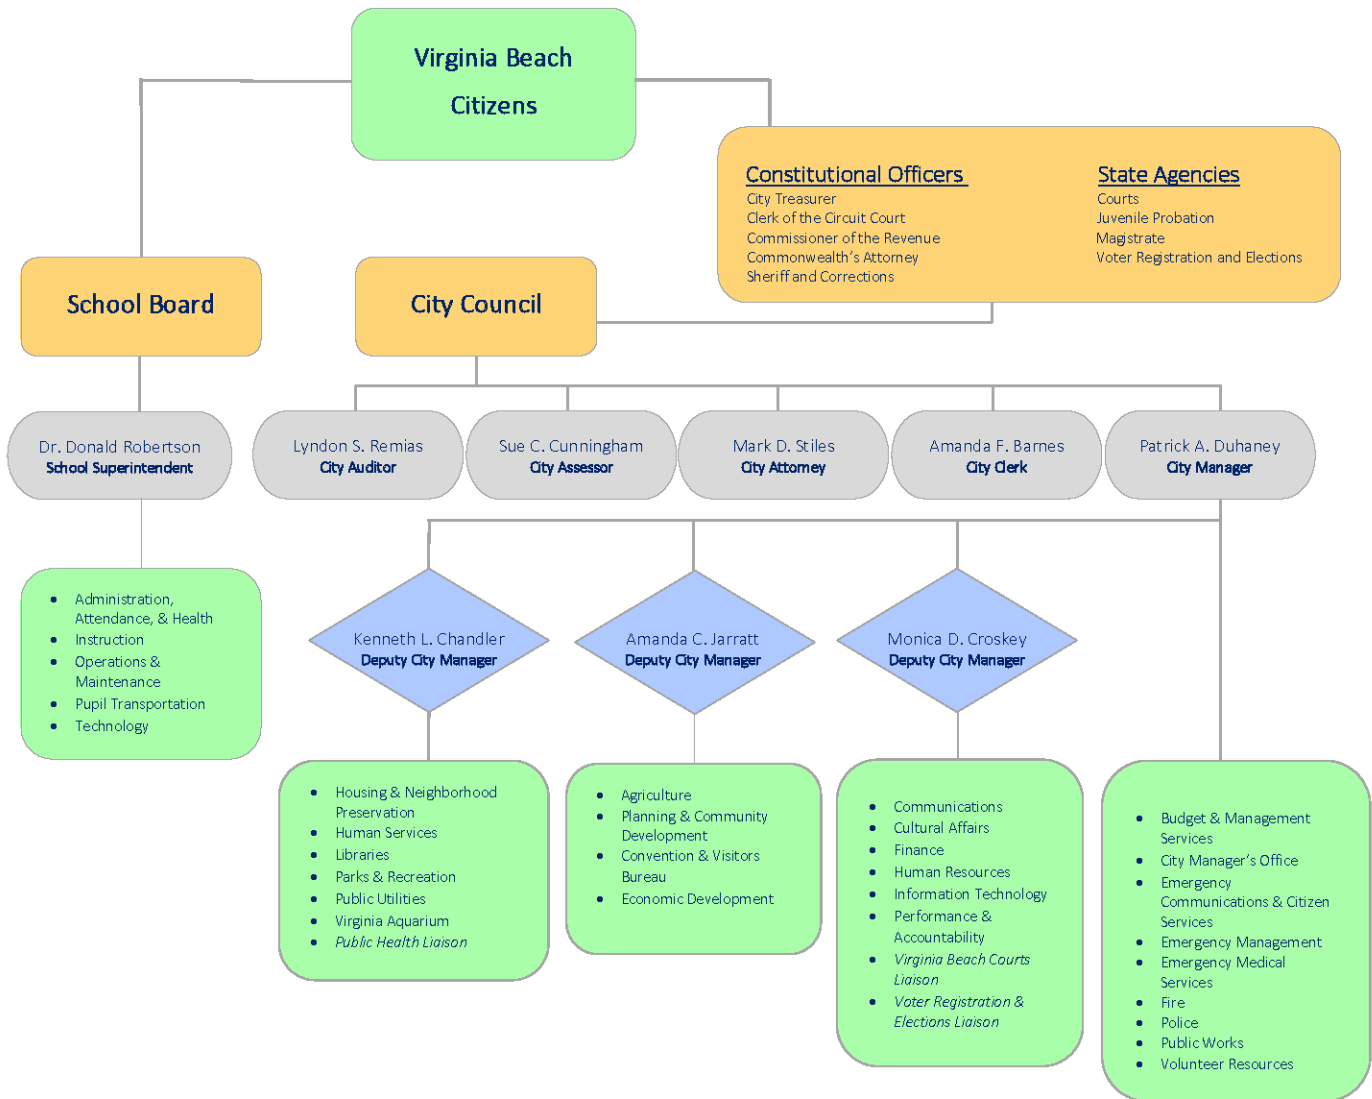 Virginia Beach
Citizens
Constitutional Officers
City Treasurer
Clerk of the Circuit Court
Commissioner of the Revenue
Commonwealth's Attorney
Sheriff and Corrections
State Agencies
Courts
Juvenile Probation
Magistrate
Voter Registration and Elections
School Board
City Council
Dr. Donald Robertson
School Superintendent
Lyndon S. Remias
City Auditor
Sue C. Cunningham
City Assessor
Mark D. Stiles
City Attorney
Amanda F. Barnes
City Clerk
Patrick A. Duhaney
City Manager
• Administration,
Attendance, & Health
• Instruction
• Operations &
Maintenance
• Pupil Transportation
• Technology
Kenneth L. Chandler
Deputy City Manager
Amanda C. Jarratt
Deputy City Manager
Monica D. Croskey
Deputy City Manager
• Housing & Neighborhood
Preservation
• Human Services
• Libraries
• Parks & Recreation
• Public Utilities
• Virginia Aquarium
• Public Health Liaison
• Agriculture
• Planning & Community
Development
• Convention & Visitors
Bureau
• Economic Development
• Communications
• Cultural Affairs
• Finance
• Human Resources
• Information Technology
• Performance &
Accountability
• Virginia Beach Courts
Liaison
• Voter Registration &
Elections Liaison
• Budget & Management
Services
• City Manager's Office
• Emergency
Communications & Citizen
Services
• Emergency Management
• Emergency Medical
Services
• Fire
• Police
• Public Works
• Volunteer Resources